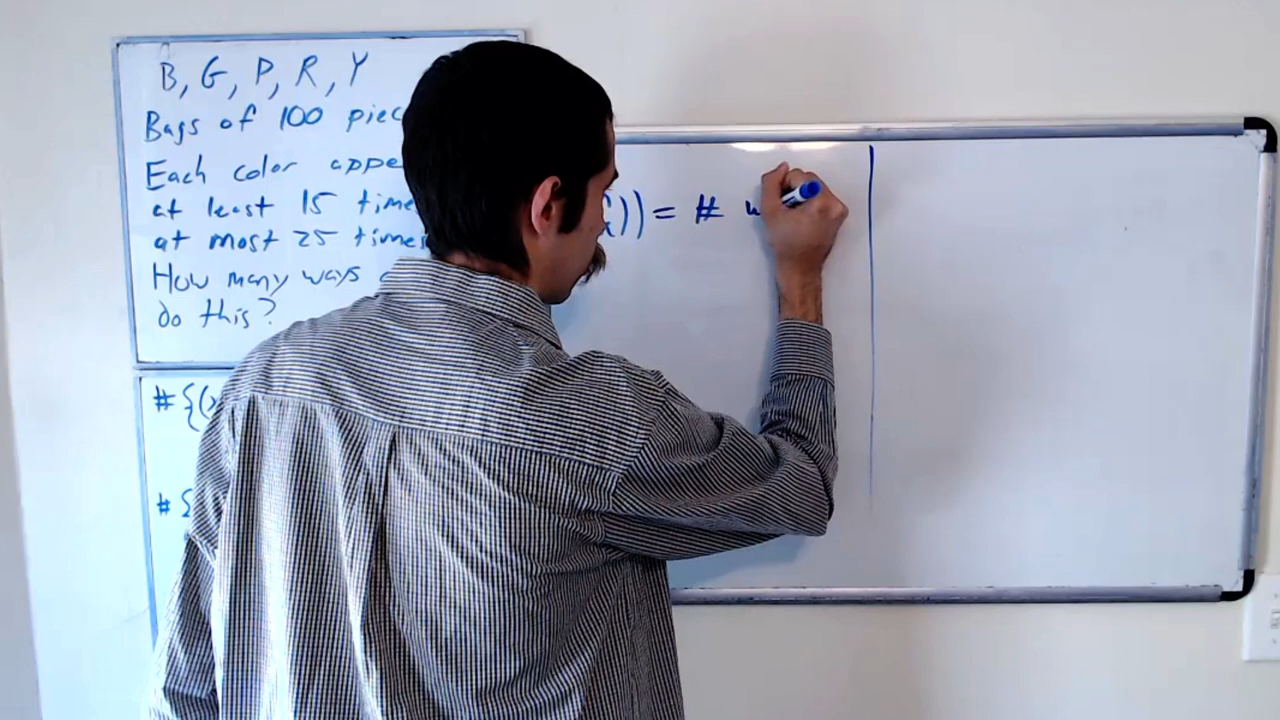 B, G, P, R, Y
Bags of 100 piec
Each color appe
at least 15 time
at most 25 times
How many ways
do this?
# {(
# {
)) = # w